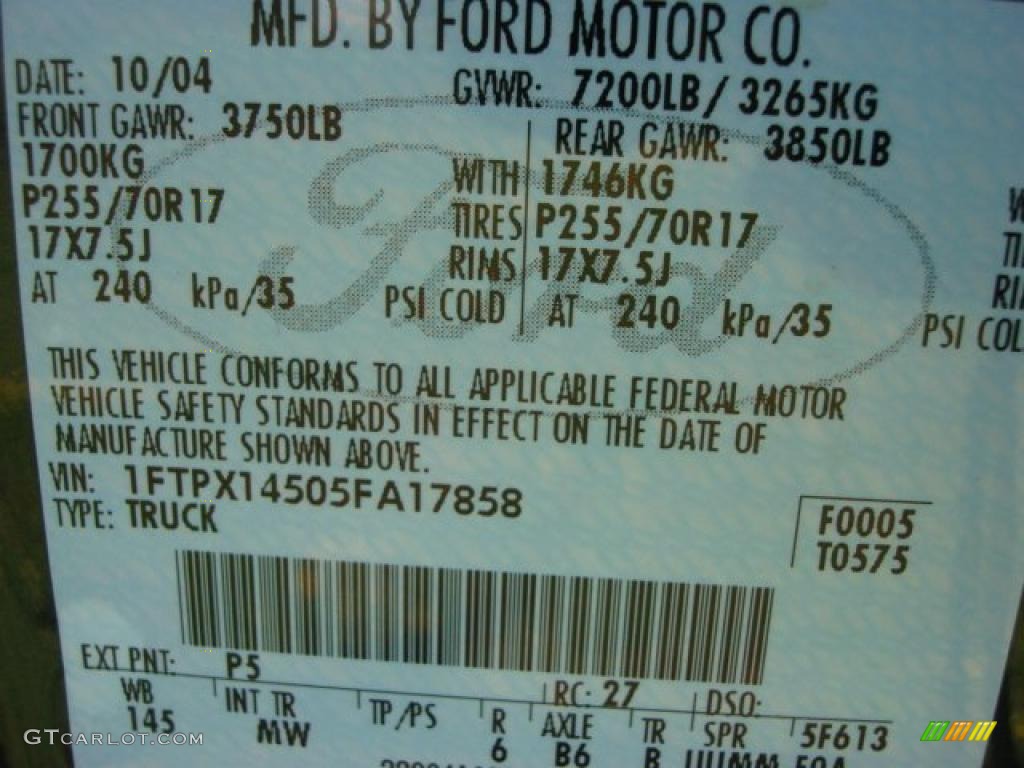 MFD. BY FORD MOTOR CO.
DATE: 10/04 GVWR: 7200LB / 3265KG
FRONT GAWR: 3750LB REAR GAWR: 3850LB
1700KG WITH 1746KG
P255/70R17 TIRES P255/70R17
17X7.5J RIMS 17X7.5J
AT 240 kPa/35 PSI COLD AT 240 kPa/35 PSI COL
Ford
THIS VEHICLE CONFORMS TO ALL APPLICABLE FEDERAL MOTOR
VEHICLE SAFETY STANDARDS IN EFFECT ON THE DATE OF
MANUFACTURE SHOWN ABOVE.
VIN: 1FTPX14505FA17858
TYPE: TRUCK
F0005
T0575
EXT PNT: P5 RC: 27 DSO:
WB INT TR TP/PS R AXLE TR SPR 5F613
145 MW 6 B6 B
GTCARLOT.COM